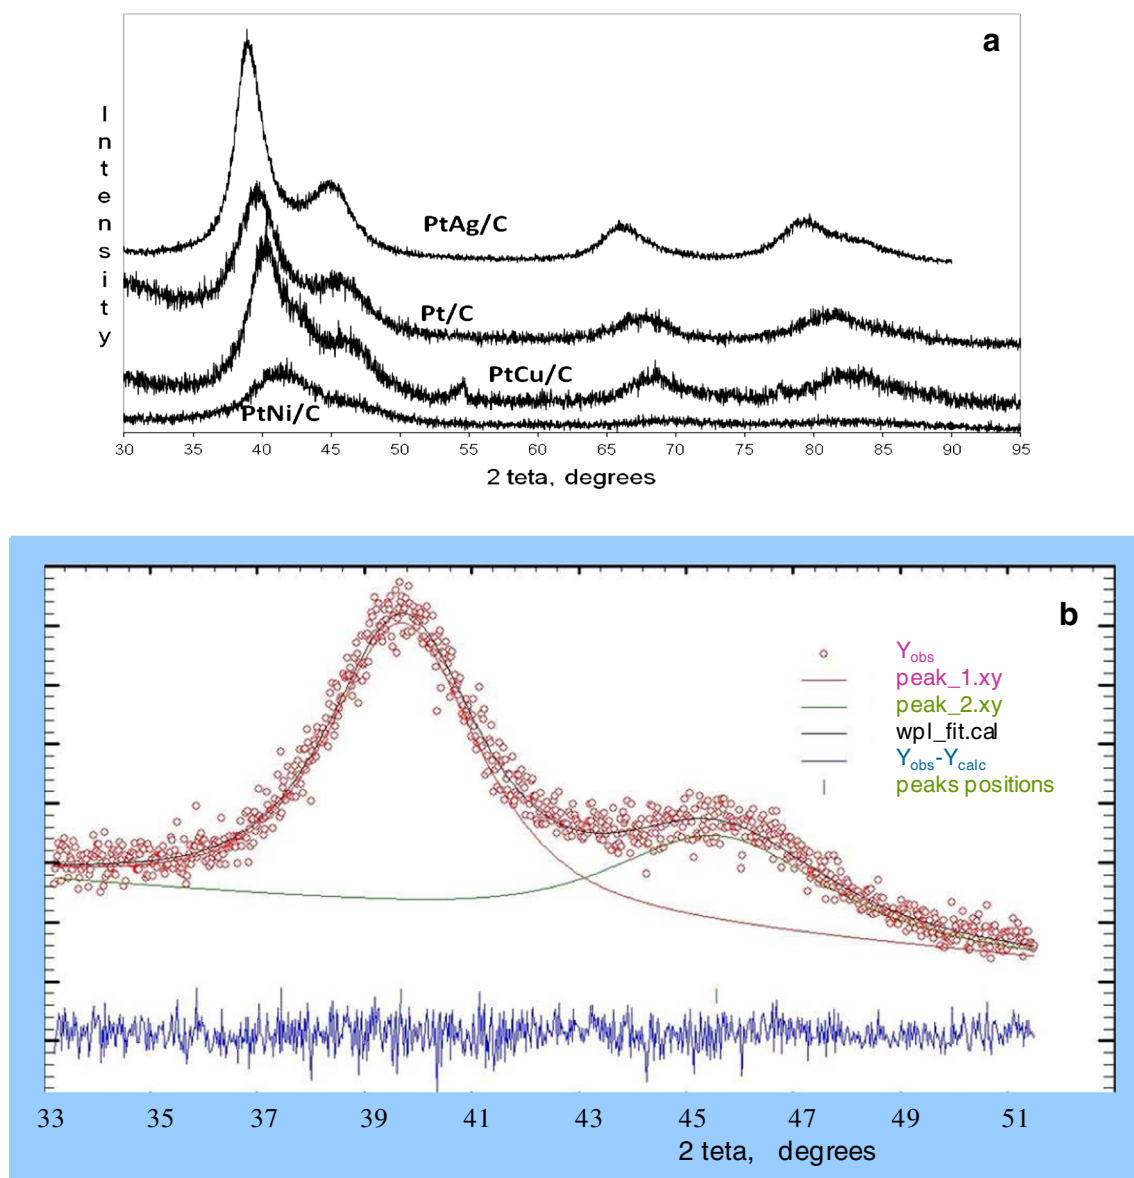 a
Intensity
PtAg/C
Pt/C
PtCu/C
PtNi/C
30 35 40 45 50 55 60 65 70 75 80 85 90 95
2 teta, degrees
b
Yobs
peak_1.xy
peak_2.xy
wpl_fit.cal
Yobs-Ycalc
peaks positions
33 35 37 39 41 43 45 47 49 51
2 teta, degrees